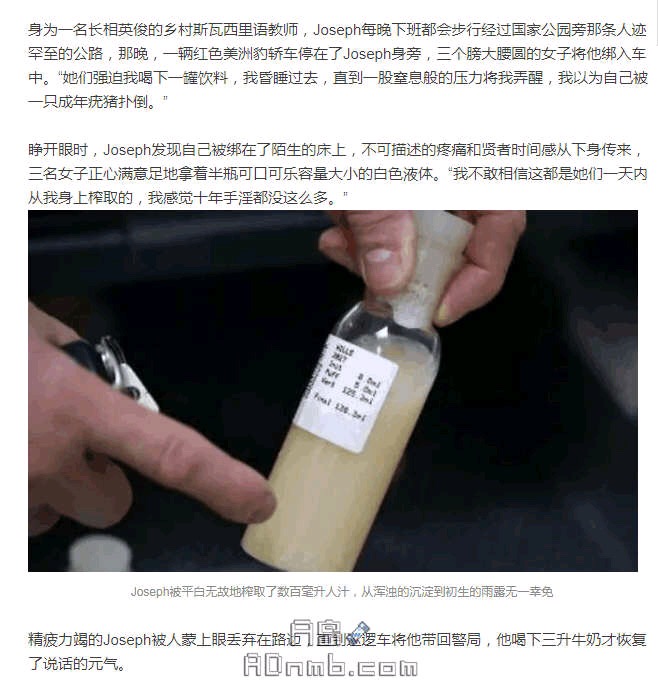 身为一名长相英俊的乡村斯瓦西里语教师，Joseph每晚下班都会步行经过国家公园旁那条人迹
罕至的公路，那晚，一辆红色美洲豹轿车停在了Joseph身旁，三个膀大腰圆的女子将他绑入车
中。“她们强迫我喝下一罐饮料，我昏睡过去，直到一股窒息般的压力将我弄醒，我以为自己被
一只成年疣猪扑倒。”
睁开眼时，Joseph发现自己被绑在了陌生的床上，不可描述的疼痛和贤者时间感从下身传来，
三名女子正心满意足地拿着半瓶可口可乐容量大小的白色液体。“我不敢相信这都是她们一天内
从我身上榨取的，我感觉十年手淫都没这么多。”
Joseph被平白无故地榨取了数百毫升人汁，从浑浊的沉淀到初生的雨露无一幸免
精疲力竭的Joseph被人蒙上眼丢弃在路边，直到巡逻车将他带回警局，他喝下三升牛奶才恢复
了说话的元气。
ADnmb.com